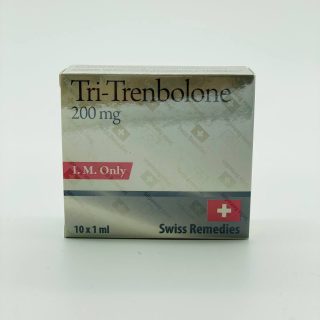 Tri-Trenbolone
200 mg
I. M. Only
10 x 1 ml
Swiss Remedies